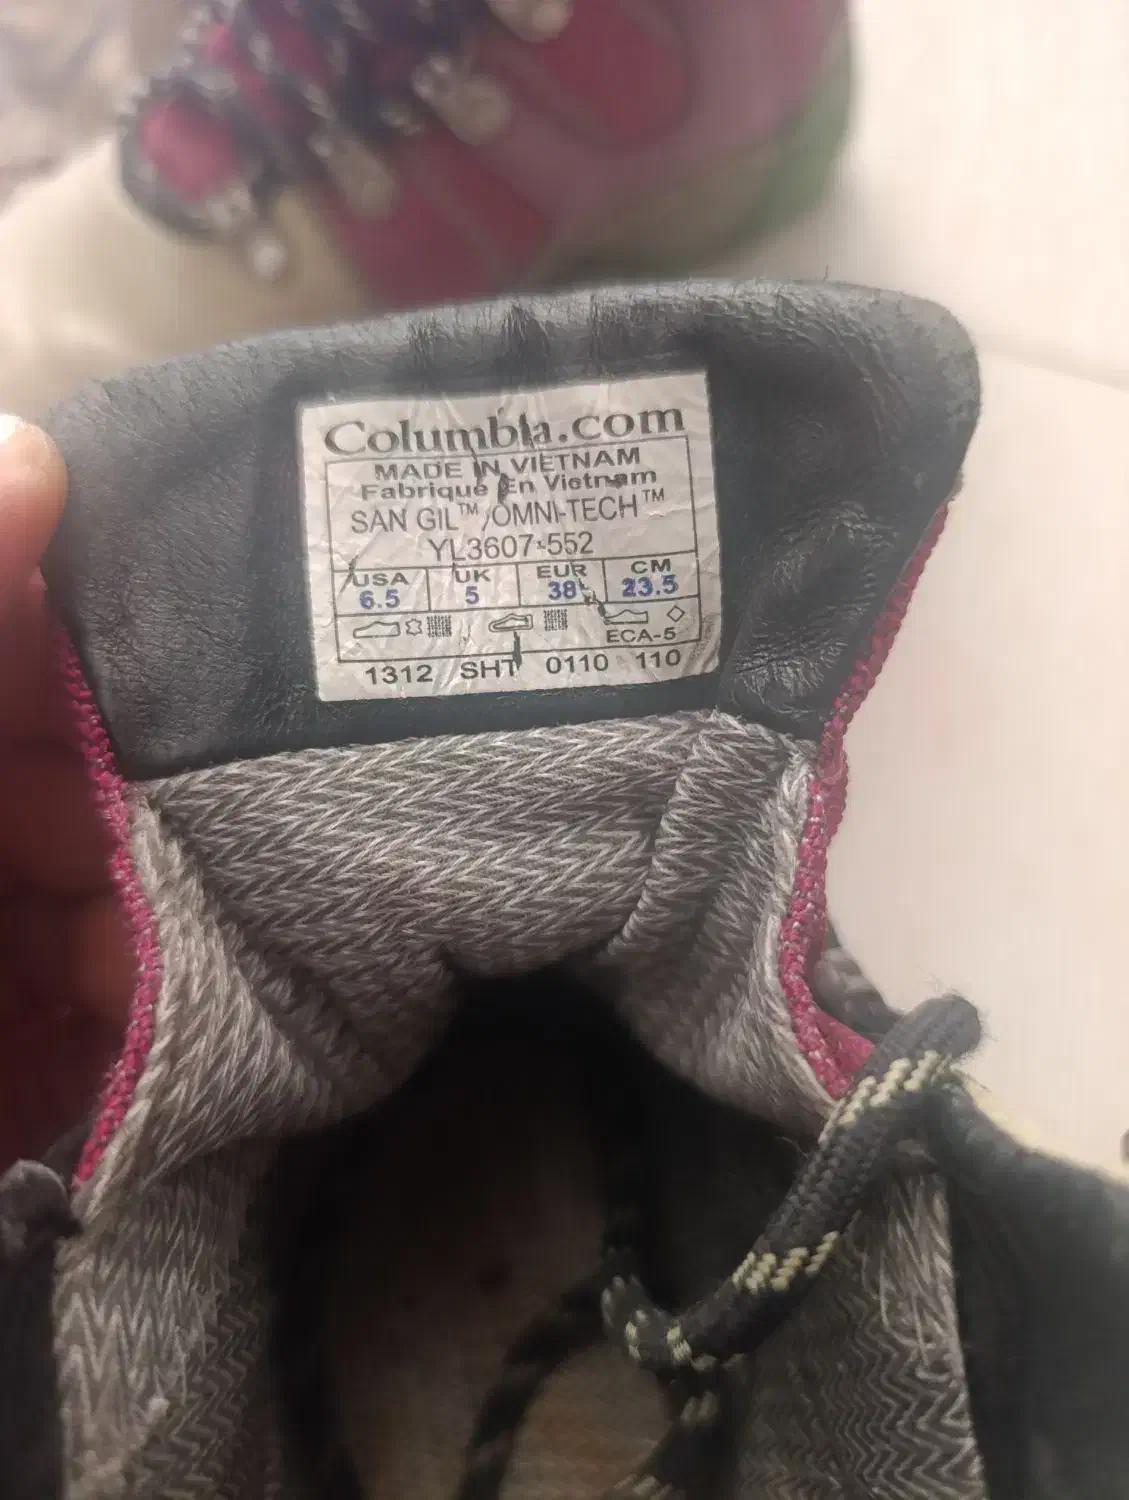 Columbia.com
MADE IN VIETNAM
Fabriqué En Vietnam
SAN GIL™/OMNI-TECH™
YL3607-552
USA UK EUR CM
6.5 5 38 23.5
ECA-5
1312 SHT 0110 110